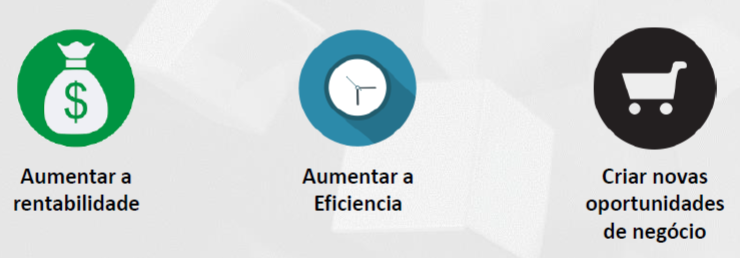 $
Aumentar a
rentabilidade
Aumentar a
Eficiencia
Criar novas
oportunidades
de negócio